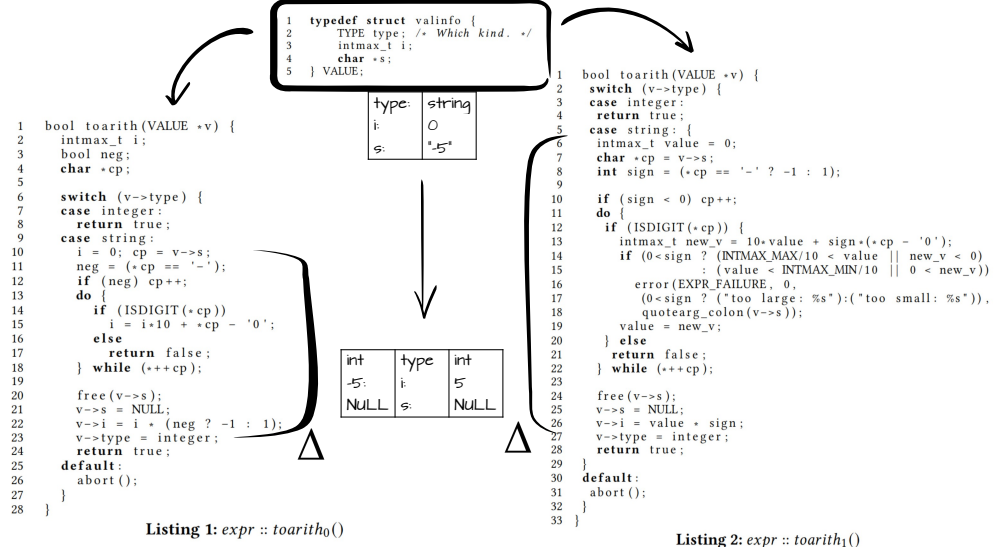 1 typedef struct valinfo {
2 TYPE type; /* Which kind. */
3 intmax_t i;
4 char *s;
5 } VALUE;
type: string
i: 0
s: "-5"
1 bool toarith(VALUE *v) {
2 intmax_t i;
3 bool neg;
4 char *cp;
5
6 switch (v->type) {
7 case integer:
8 return true;
9 case string:
10 i = 0; cp = v->s;
11 neg = (*cp == '-');
12 if (neg) cp++;
13 do {
14 if (ISDIGIT(*cp))
15 i = i*10 + *cp - '0';
16 else
17 return false;
18 } while (*++cp);
19
20 free(v->s);
21 v->s = NULL;
22 v->i = i * (neg ? -1 : 1);
23 v->type = integer;
24 return true;
25 default:
26 abort();
27 }
28 }
Δ
Listing 1: expr :: toarith₀()
int type int
-5: i: 5
NULL s: NULL
1 bool toarith(VALUE *v) {
2 switch (v->type) {
3 case integer:
4 return true;
5 case string: {
6 intmax_t value = 0;
7 char *cp = v->s;
8 int sign = (*cp == '-' ? -1 : 1);
9
10 if (sign < 0) cp++;
11 do {
12 if (ISDIGIT(*cp)) {
13 intmax_t new_v = 10*value + sign*(*cp - '0');
14 if (0<sign ? (INTMAX_MAX/10 < value || new_v < 0)
15 : (value < INTMAX_MIN/10 || 0 < new_v))
16 error(EXPR_FAILURE, 0,
17 (0<sign ? ("too large: %s"):("too small: %s")),
18 quotearg_colon(v->s));
19 value = new_v;
20 } else
21 return false;
22 } while (*++cp);
23
24 free(v->s);
25 v->s = NULL;
26 v->i = value * sign;
27 v->type = integer;
28 return true;
29 }
30 default:
31 abort();
32 }
33 }
Δ
Listing 2: expr :: toarith₁()